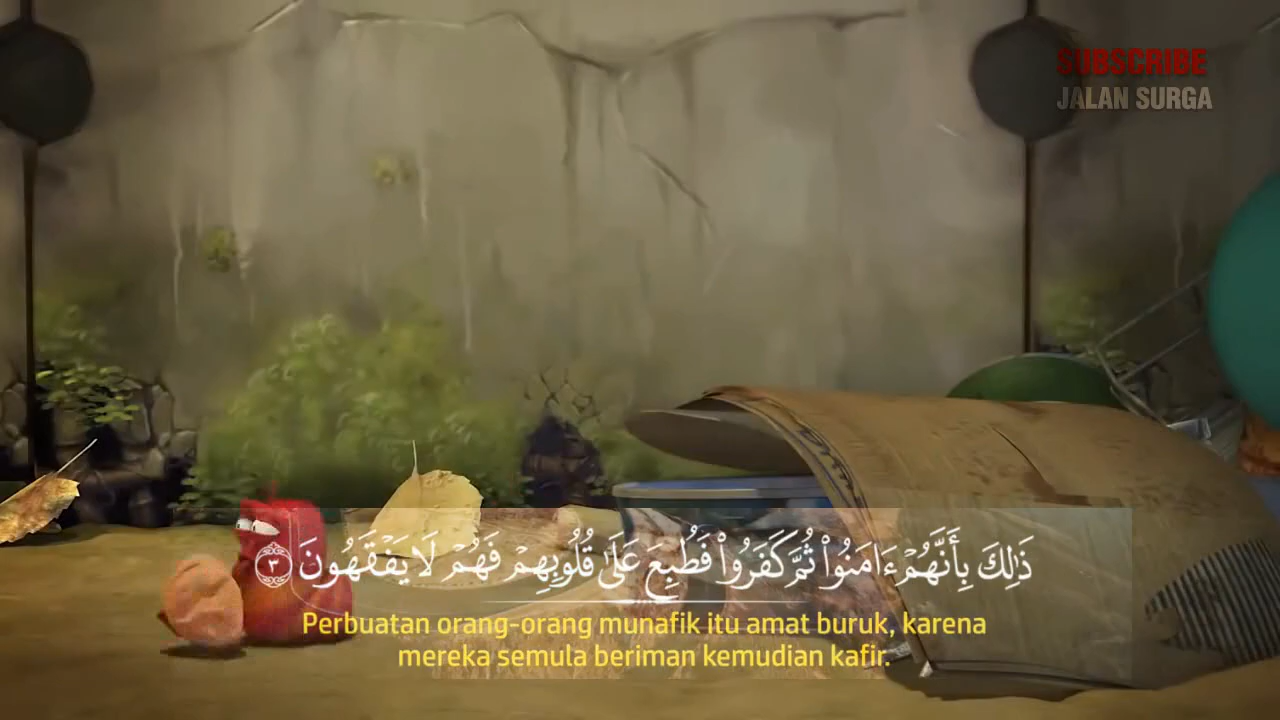 SUBSCRIBE
JALAN SURGA
ذَٰلِكَ بِأَنَّهُمْ ءَامَنُوا۟ ثُمَّ كَفَرُوا۟ فَطُبِعَ عَلَىٰ قُلُوبِهِمْ فَهُمْ لَا يَفْقَهُونَ ٣
Perbuatan orang-orang munafik itu amat buruk, karena
mereka semula beriman kemudian kafir.